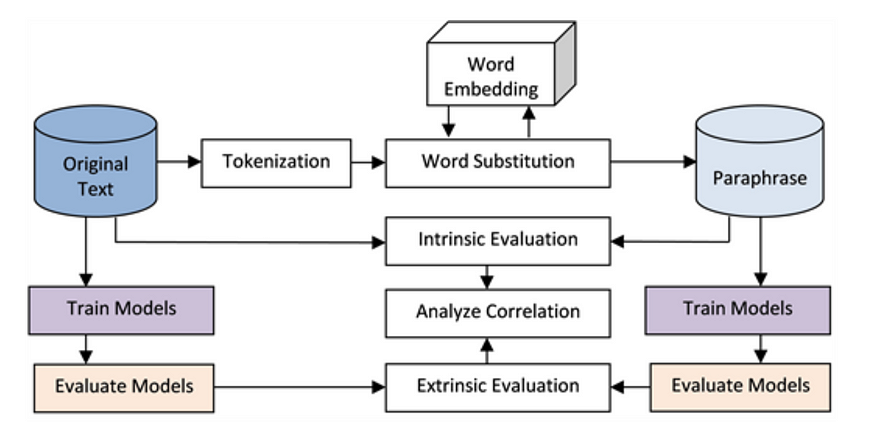 Word
Embedding
Original
Text
Tokenization
Word Substitution
Paraphrase
Intrinsic Evaluation
Train Models
Analyze Correlation
Train Models
Evaluate Models
Extrinsic Evaluation
Evaluate Models